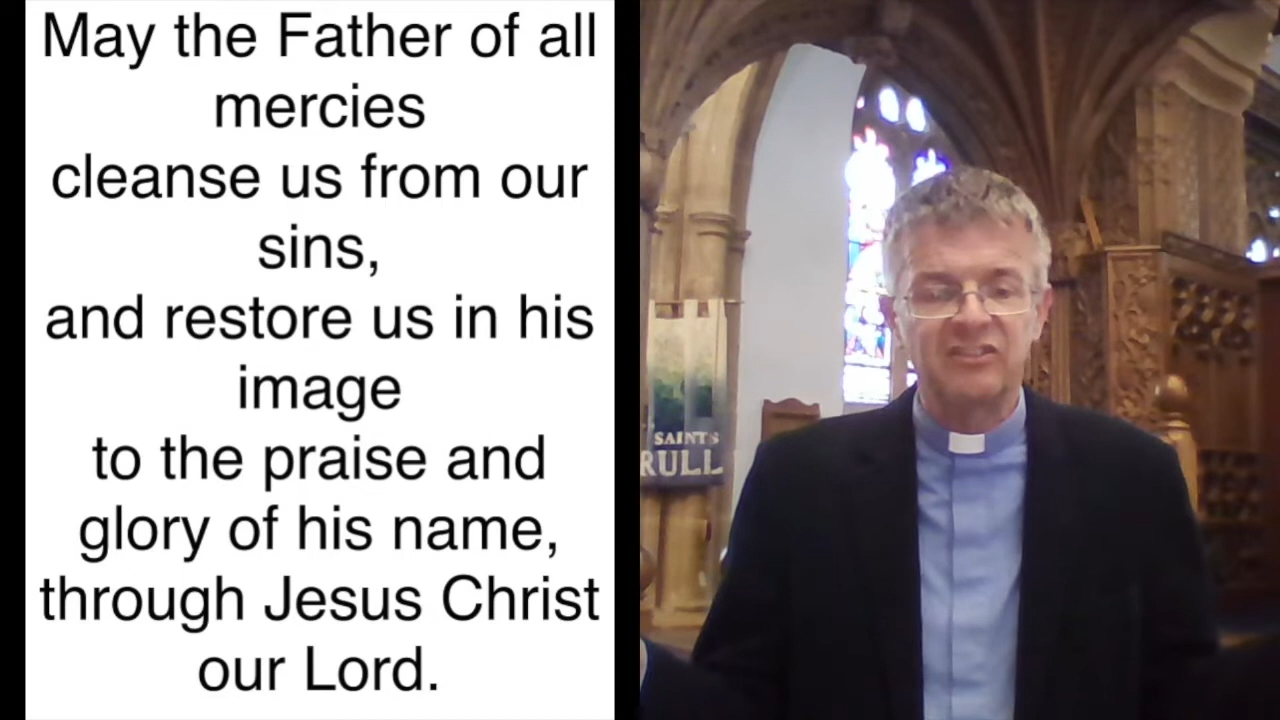 May the Father of all
mercies
cleanse us from our
sins,
and restore us in his
image
to the praise and
glory of his name,
through Jesus Christ
our Lord.
SAINTS
RULL